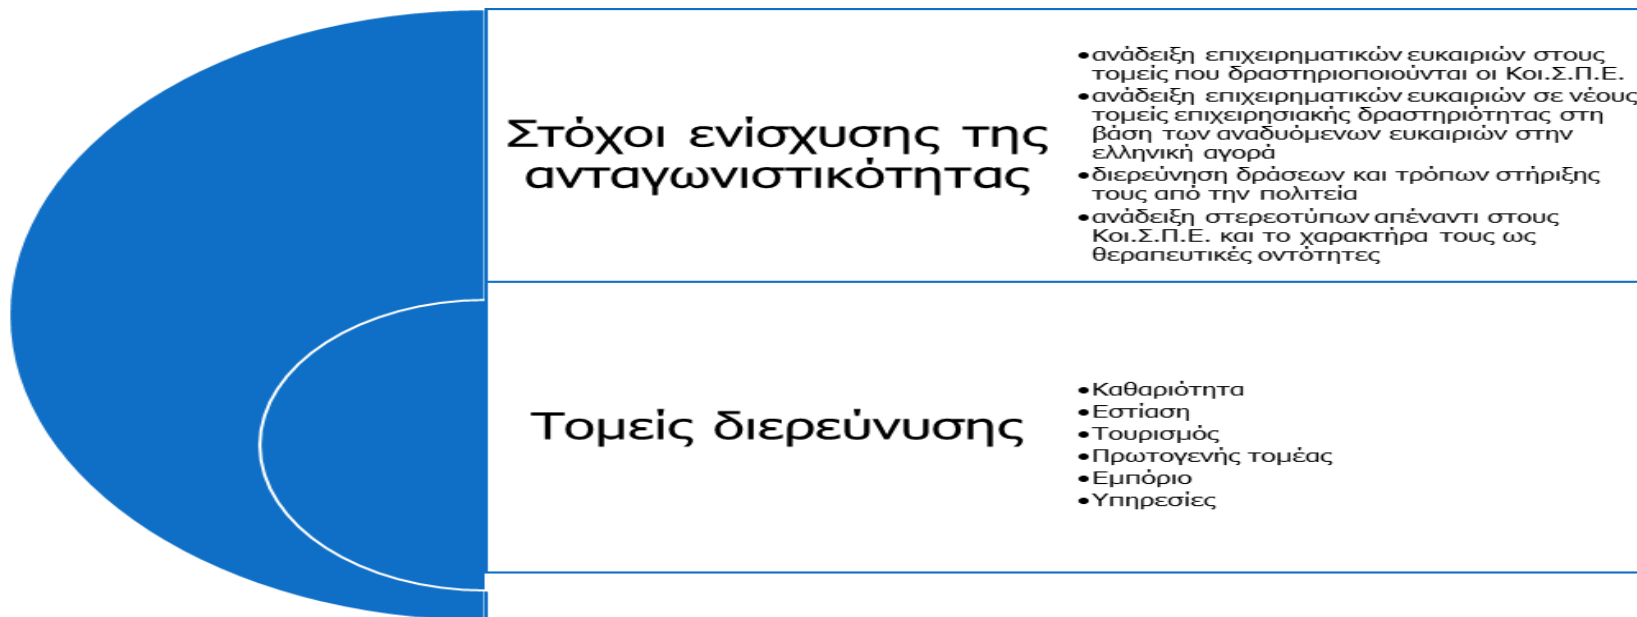 Στόχοι ενίσχυσης της
ανταγωνιστικότητας
•ανάδειξη επιχειρηματικών ευκαιριών στους
τομείς που δραστηριοποιούνται οι Κοι.Σ.Π.Ε.
•ανάδειξη επιχειρηματικών ευκαιριών σε νέους
τομείς επιχειρησιακής δραστηριότητας στη
βάση των αναδυόμενων ευκαιριών στην
ελληνική αγορά
•διερεύνηση δράσεων και τρόπων στήριξης
τους από την πολιτεία
•ανάδειξη στερεοτύπων απέναντι στους
Κοι.Σ.Π.Ε. και το χαρακτήρα τους ως
θεραπευτικές οντότητες
Τομείς διερεύνυσης
•Καθαριότητα
•Εστίαση
•Τουρισμός
•Πρωτογενής τομέας
•Εμπόριο
•Υπηρεσίες